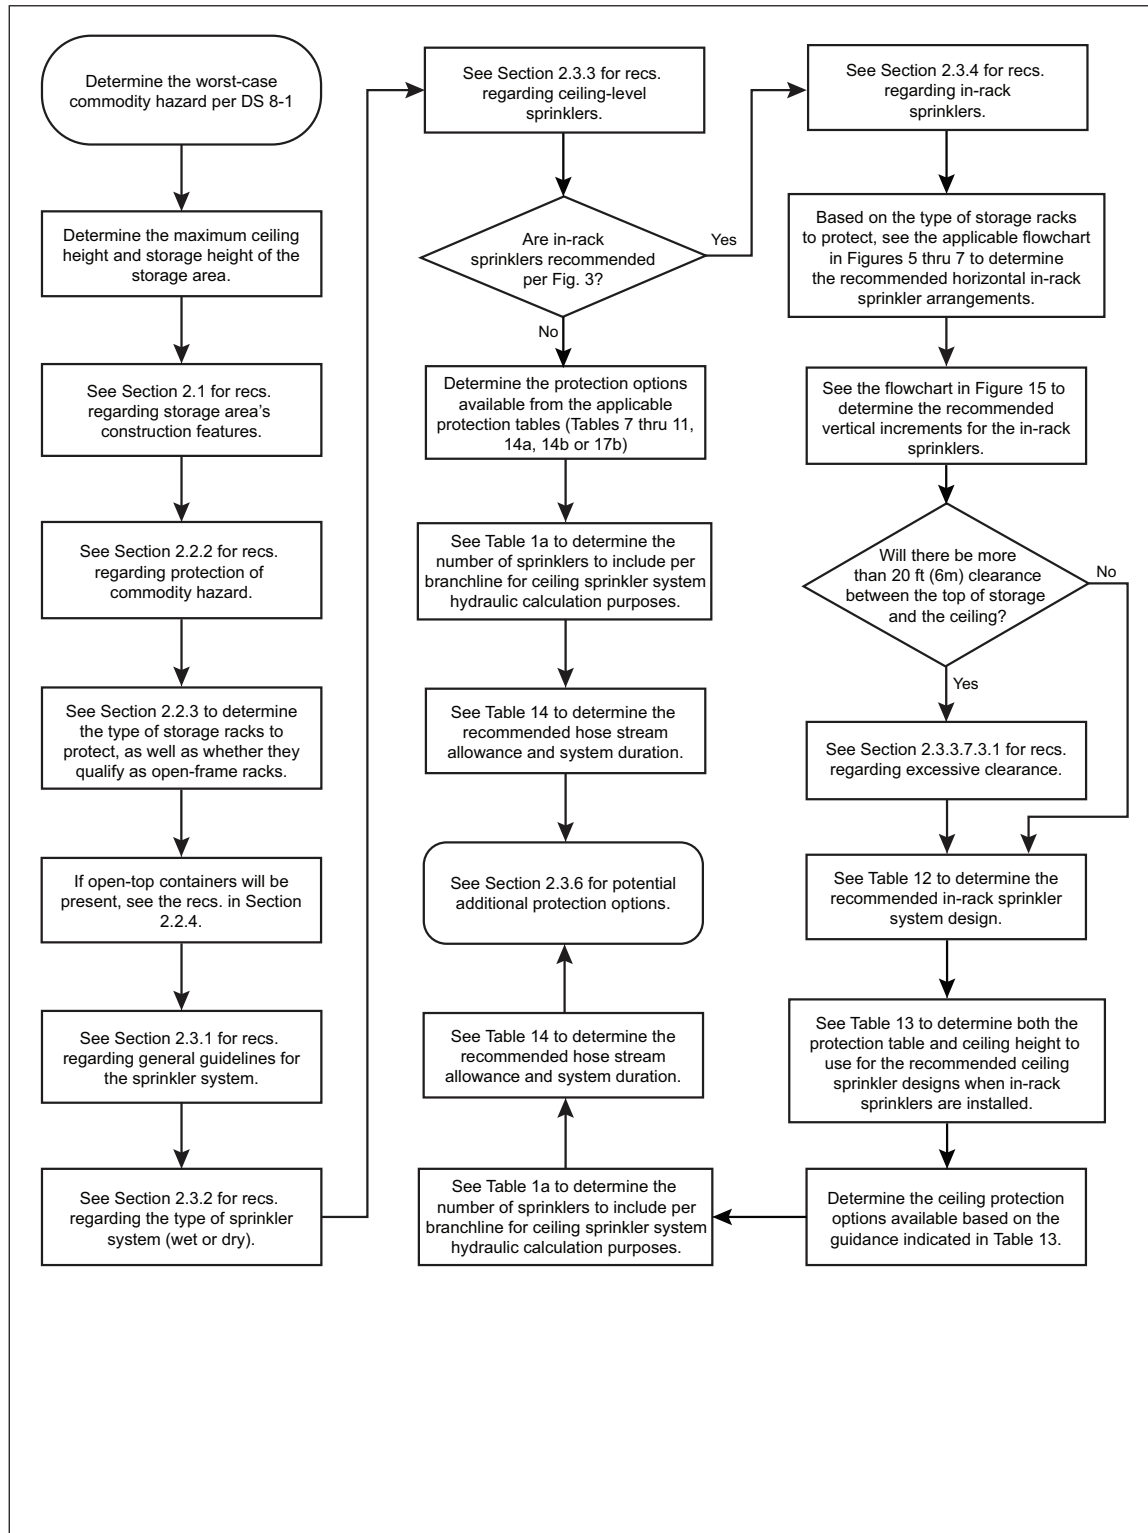 Determine the worst-case
commodity hazard per DS 8-1
Determine the maximum ceiling
height and storage height of the
storage area.
See Section 2.1 for recs.
regarding storage area's
construction features.
See Section 2.2.2 for recs.
regarding protection of
commodity hazard.
See Section 2.2.3 to determine
the type of storage racks to
protect, as well as whether they
qualify as open-frame racks.
If open-top containers will be
present, see the recs. in Section
2.2.4.
See Section 2.3.1 for recs.
regarding general guidelines for
the sprinkler system.
See Section 2.3.2 for recs.
regarding the type of sprinkler
system (wet or dry).
See Section 2.3.3 for recs.
regarding ceiling-level
sprinklers.
Are in-rack
sprinklers recommended
per Fig. 3?
Yes
No
Determine the protection options
available from the applicable
protection tables (Tables 7 thru 11,
14a, 14b or 17b)
See Table 1a to determine the
number of sprinklers to include per
branchline for ceiling sprinkler system
hydraulic calculation purposes.
See Table 14 to determine the
recommended hose stream
allowance and system duration.
See Section 2.3.6 for potential
additional protection options.
See Table 14 to determine the
recommended hose stream
allowance and system duration.
See Table 1a to determine the
number of sprinklers to include per
branchline for ceiling sprinkler system
hydraulic calculation purposes.
See Section 2.3.4 for recs.
regarding in-rack
sprinklers.
Based on the type of storage racks
to protect, see the applicable flowchart
in Figures 5 thru 7 to determine
the recommended horizontal in-rack
sprinkler arrangements.
See the flowchart in Figure 15 to
determine the recommended
vertical increments for the in-rack
sprinklers.
Will there be more
than 20 ft (6m) clearance
between the top of storage
and the ceiling?
No
Yes
See Section 2.3.3.7.3.1 for recs.
regarding excessive clearance.
See Table 12 to determine the
recommended in-rack sprinkler
system design.
See Table 13 to determine both the
protection table and ceiling height to
use for the recommended ceiling
sprinkler designs when in-rack
sprinklers are installed.
Determine the ceiling protection
options available based on the
guidance indicated in Table 13.